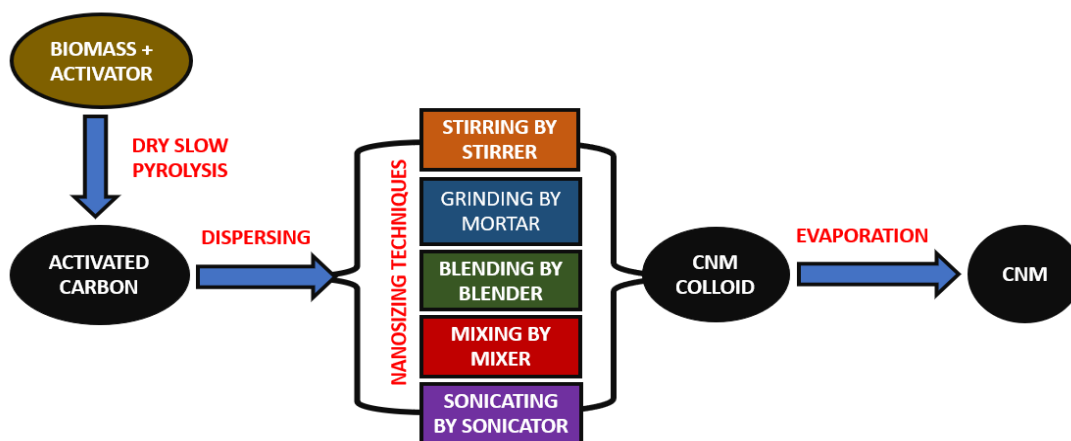 BIOMASS +
ACTIVATOR
DRY SLOW
PYROLYSIS
ACTIVATED
CARBON
DISPERSING
NANOSIZING TECHNIQUES
STIRRING BY
STIRRER
GRINDING BY
MORTAR
BLENDING BY
BLENDER
MIXING BY
MIXER
SONICATING
BY SONICATOR
CNM
COLLOID
EVAPORATION
CNM